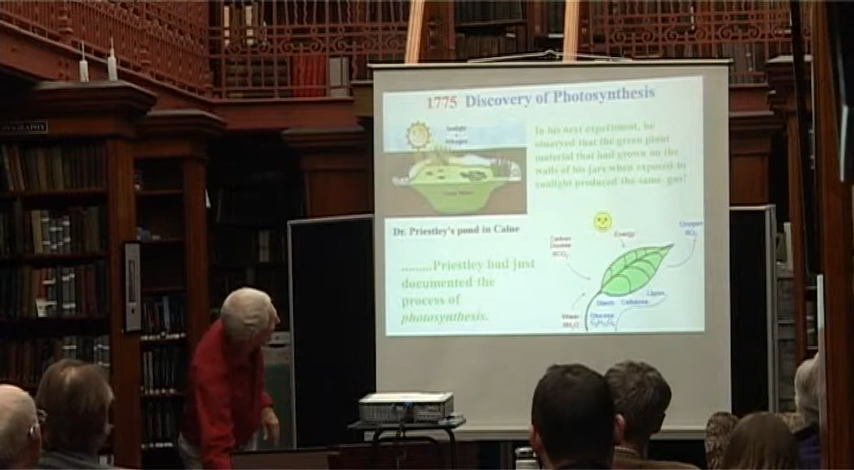 1775 Discovery of Photosynthesis
In his next experiment, he
observed that the green plant
material that had grown on the
walls of his jars when exposed to
sunlight produced the same gas!
Dr. Priestley's pond in Calne
........Priestley had just
documented the
process of
photosynthesis.
Energy
Oxygen
Carbon
Dioxide
Water
Starch Cellulose
Lipids
Glucose